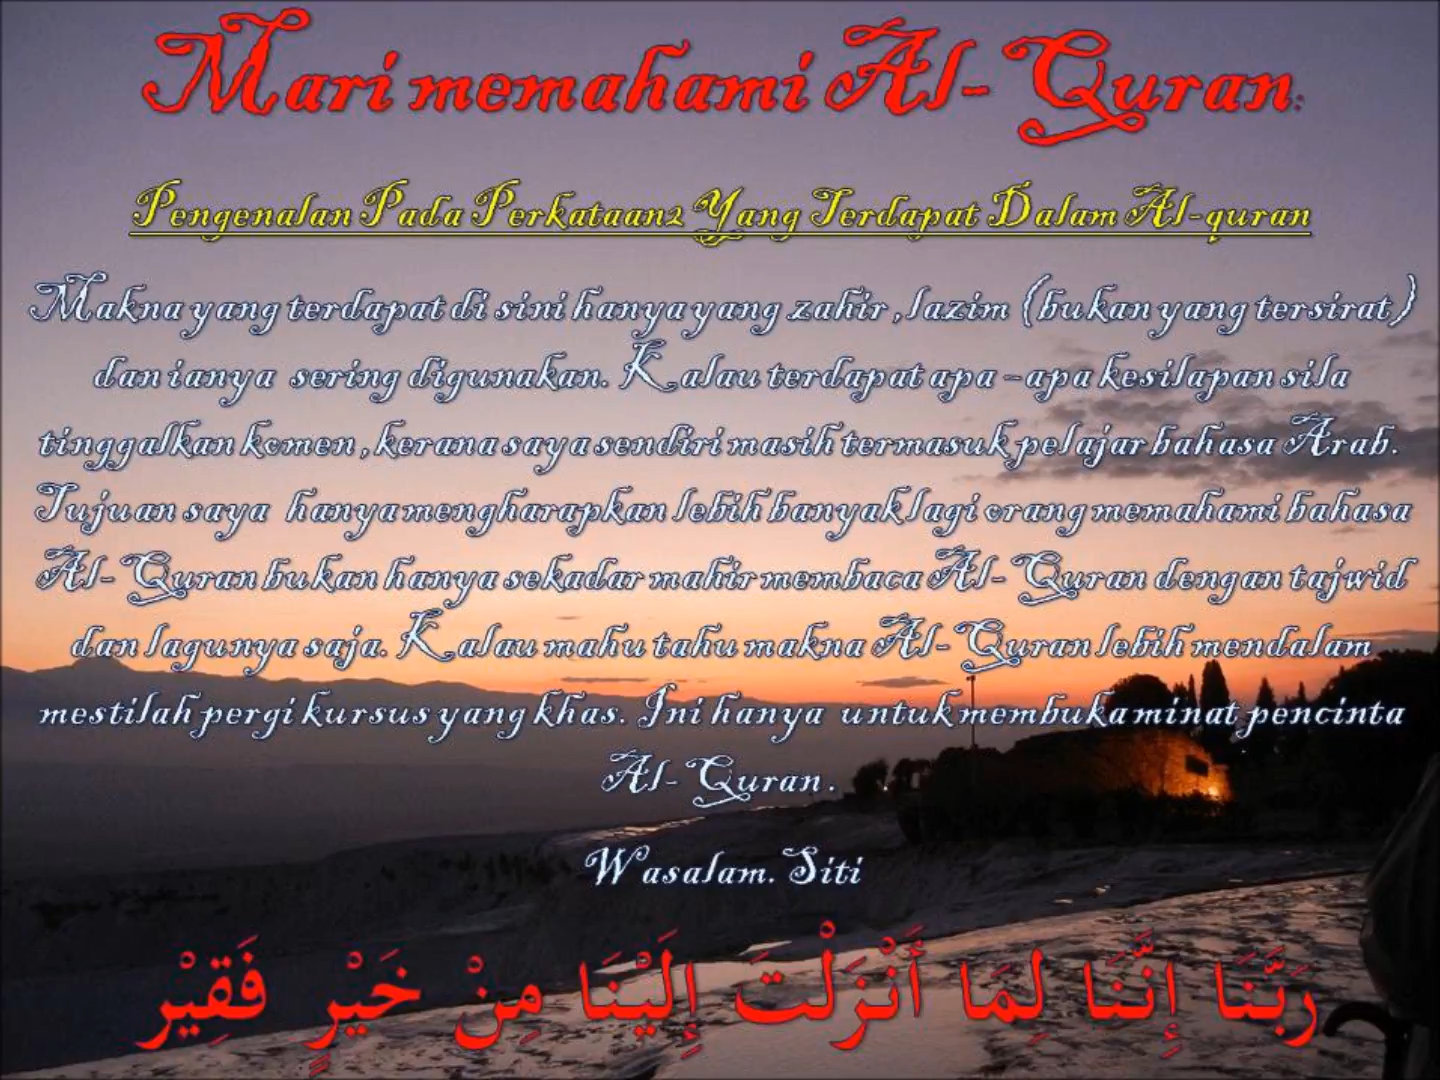 Mari memahami Al-Quran:
Pengenalan Pada Perkataan2 Yang Terdapat Dalam Al-quran
Makna yang terdapat di sini hanya yang zahir , lazim (bukan yang tersirat)
dan ianya sering digunakan. Kalau terdapat apa -apa kesilapan sila
tinggalkan komen , kerana saya sendiri masih termasuk pelajar bahasa Arab.
Tujuan saya hanya mengharapkan lebih banyak lagi orang memahami bahasa
Al-Quran bukan hanya sekadar mahir membaca Al-Quran dengan tajwid
dan lagunya saja. Kalau mahu tahu makna Al-Quran lebih mendalam
mestilah pergi kursus yang khas. Ini hanya untuk membuka minat pencinta
Al-Quran .
Wasalam. Siti
رَبَّنَا إِنَّنَا لِمَا أَنْزَلْتَ إِلَيْنَا مِنْ خَيْرٍ فَقِيْر